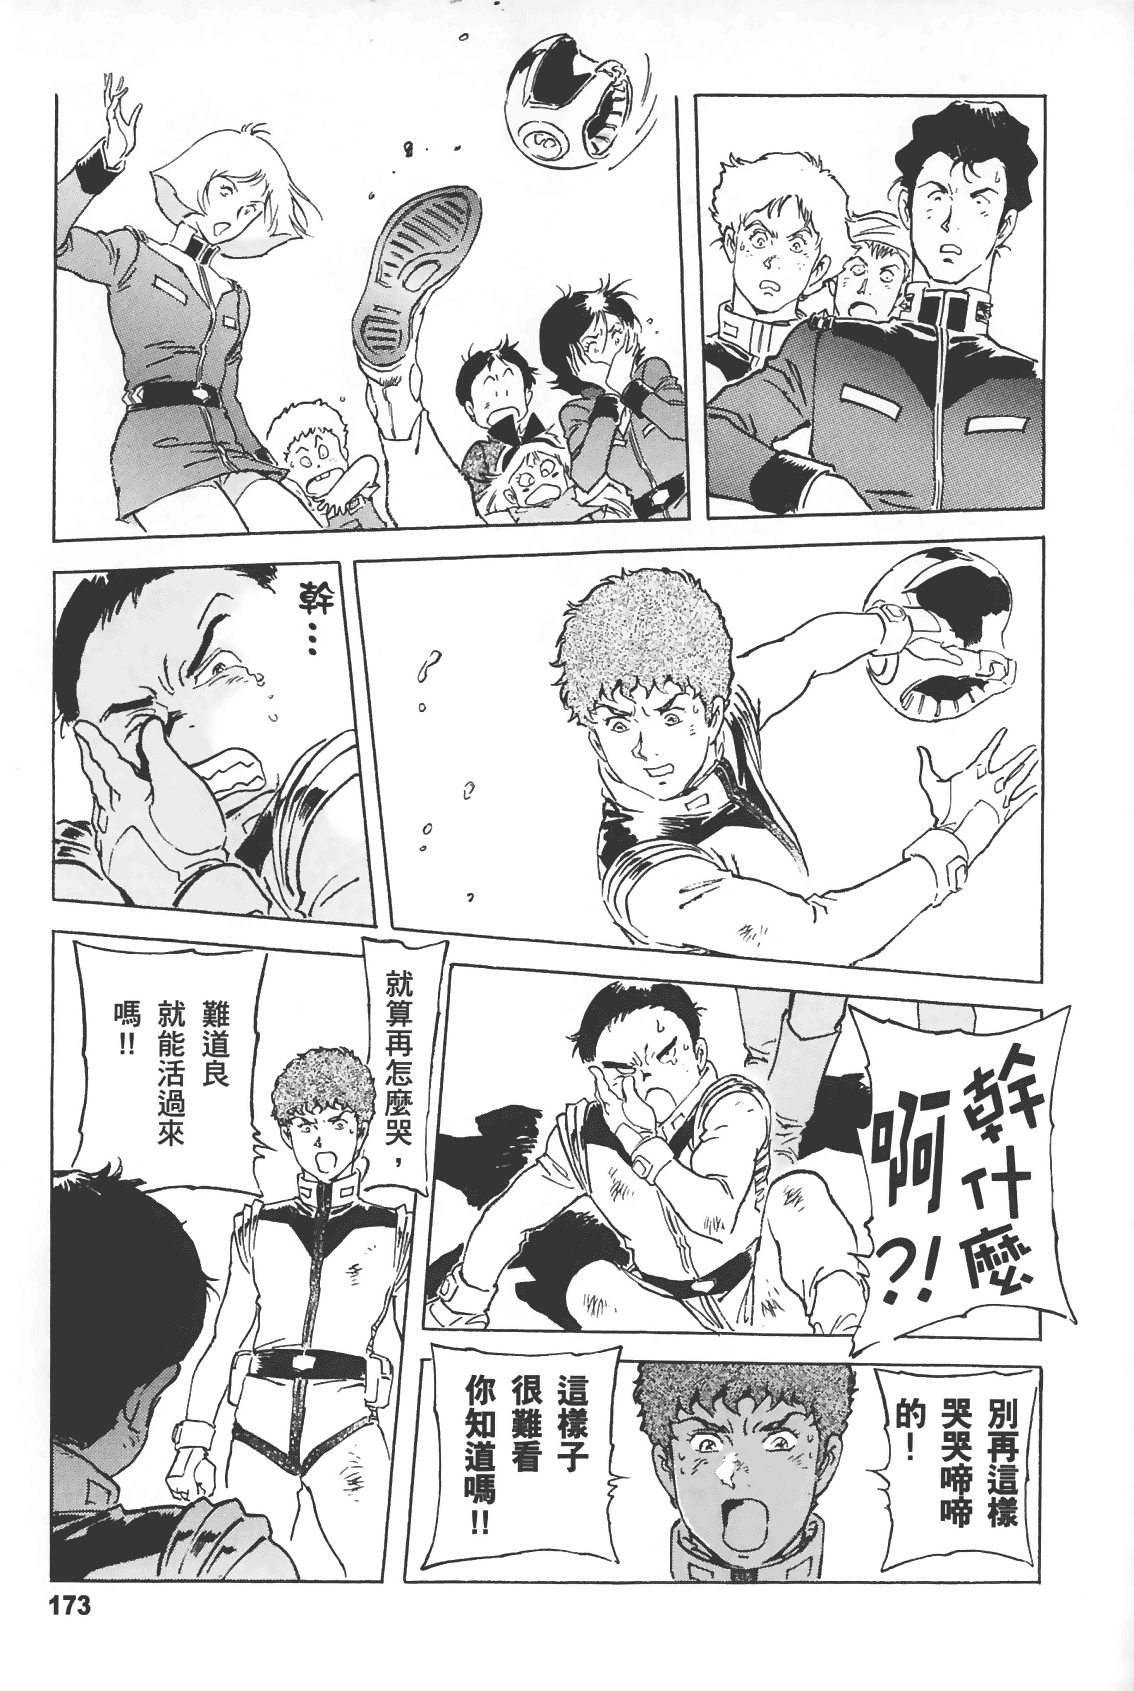 幹…
幹什麼
啊
?!
別再這樣
哭哭啼啼
的！
這樣子
很難看
你知道嗎!!
就算再怎麼哭，
難道良
就能活過來
嗎!!
173